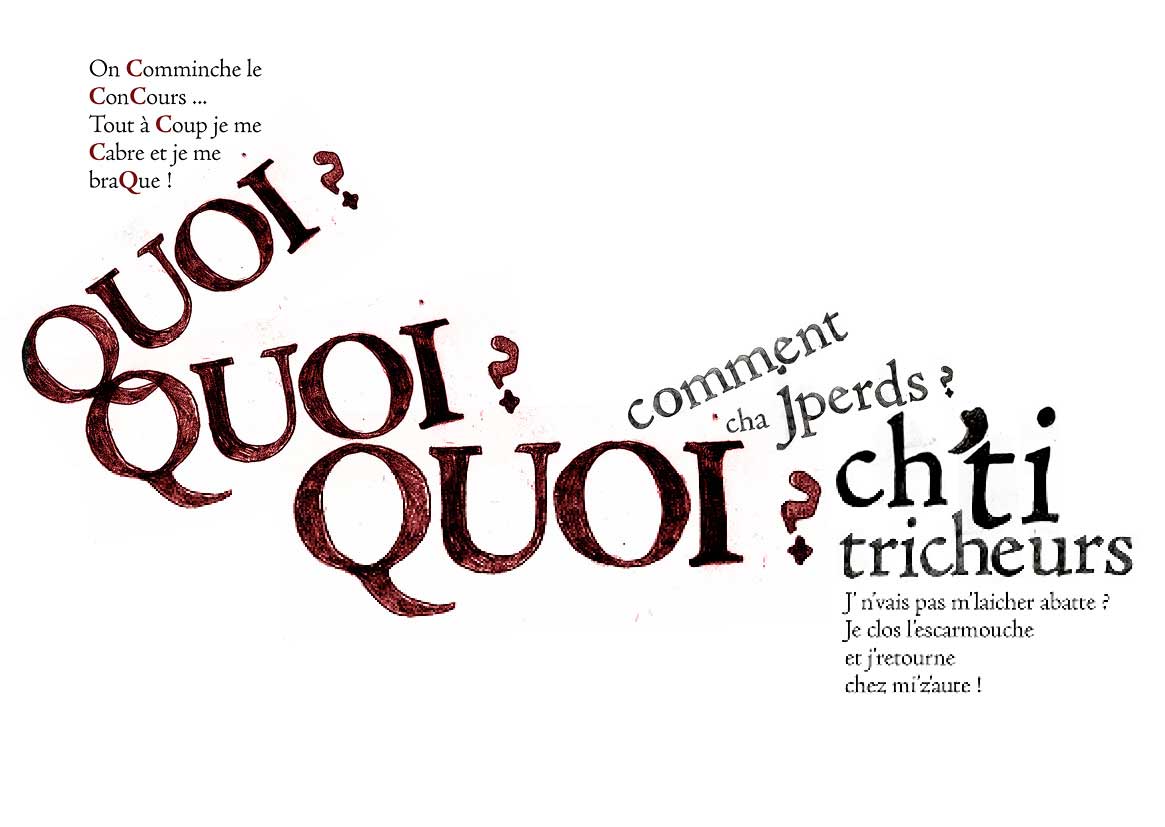 On Comminche le
ConCours ...
Tout à Coup je me
Cabre et je me
braQue !
QUOI ?
QUOI ?
QUOI ?
comment
cha Jperds ?
ch'ti
tricheurs
J' n'vais pas m'laicher abatte ?
Je clos l'escarmouche
et j'retourne
chez mi'z'aute !